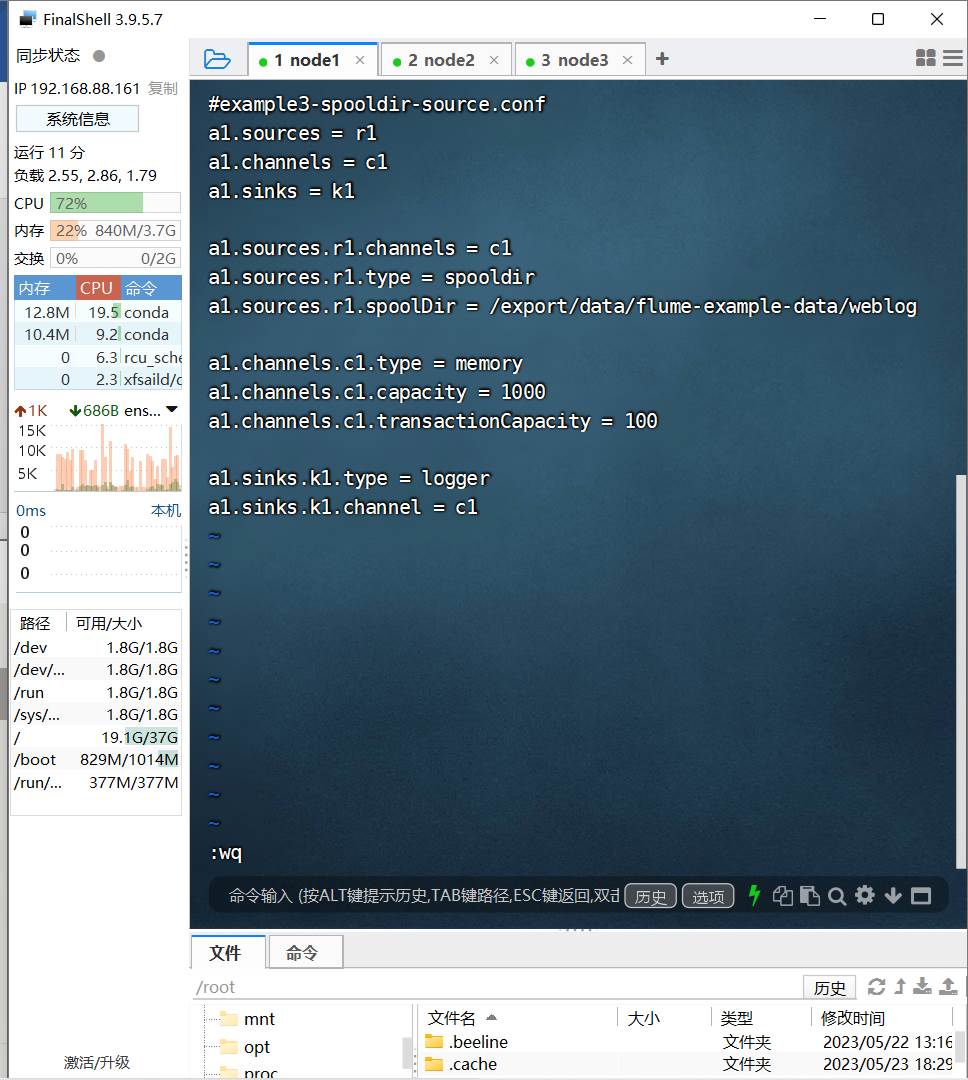 FinalShell 3.9.5.7
同步状态
IP 192.168.88.161 复制
系统信息
运行 11 分
负载 2.55, 2.86, 1.79
CPU 72%
内存 22% 840M/3.7G
交换 0% 0/2G
内存 CPU 命令
12.8M 19.5 conda
10.4M 9.2 conda
0 6.3 rcu_sche
0 2.3 xfsaild/d
1K 686B ens...
15K
10K
5K
0ms 本机
0
0
0
路径 可用/大小
/dev 1.8G/1.8G
/dev/... 1.8G/1.8G
/run 1.8G/1.8G
/sys/... 1.8G/1.8G
/ 19.1G/37G
/boot 829M/1014M
/run/... 377M/377M
激活/升级
1 node1 2 node2 3 node3
#example3-spooldir-source.conf
a1.sources = r1
a1.channels = c1
a1.sinks = k1
a1.sources.r1.channels = c1
a1.sources.r1.type = spooldir
a1.sources.r1.spoolDir = /export/data/flume-example-data/weblog
a1.channels.c1.type = memory
a1.channels.c1.capacity = 1000
a1.channels.c1.transactionCapacity = 100
a1.sinks.k1.type = logger
a1.sinks.k1.channel = c1
~
~
~
~
~
~
~
~
~
~
~
:wq
命令输入 (按ALT键提示历史,TAB键路径,ESC键返回,双击 历史 选项
文件 命令
/root 历史
mnt
opt
proc
文件名 大小 类型 修改时间
.beeline 文件夹 2023/05/22 13:16
.cache 文件夹 2023/05/23 18:29